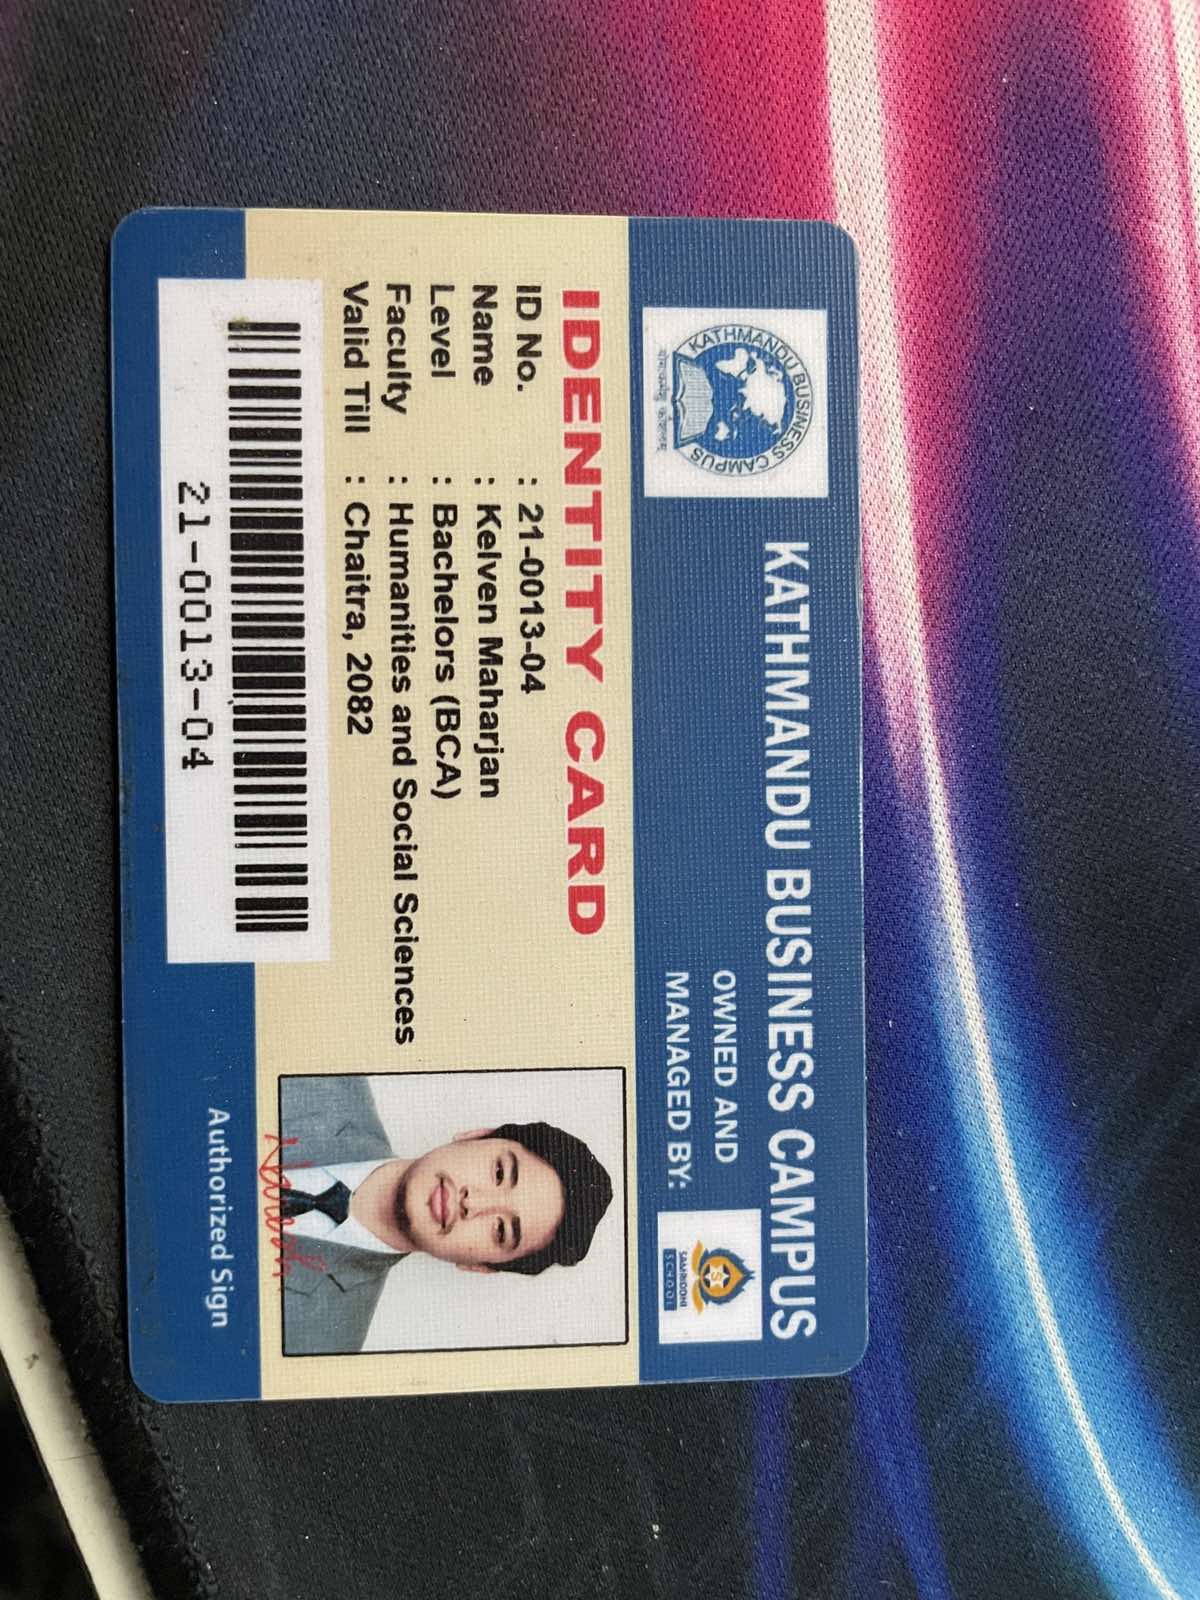 KATHMANDU BUSINESS CAMPUS
KATHMANDU BUSINESS CAMPUS
OWNED AND
MANAGED BY:
SAMRIDDHI
SCHOOL
IDENTITY CARD
ID No. : 21-0013-04
Name : Kelven Maharjan
Level : Bachelors (BCA)
Faculty : Humanities and Social Sciences
Valid Till : Chaitra, 2082
21-0013-04
Naresh
Authorized Sign